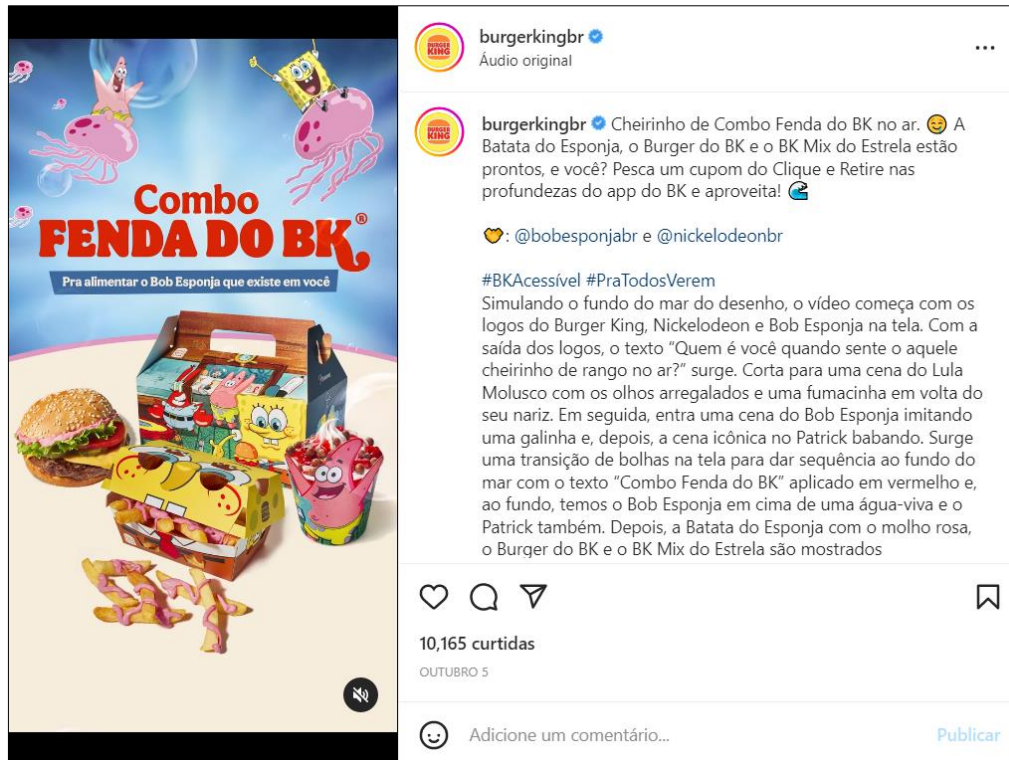 Combo
FENDA DO BK®
Pra alimentar o Bob Esponja que existe em você
burgerkingbr
Áudio original
burgerkingbr Cheirinho de Combo Fenda do BK no ar. 😊 A
Batata do Esponja, o Burger do BK e o BK Mix do Estrela estão
prontos, e você? Pesca um cupom do Clique e Retire nas
profundezas do app do BK e aproveita! 🌊
: @bobesponjabr e @nickelodeonbr
#BKAcessível #PraTodosVerem
Simulando o fundo do mar do desenho, o vídeo começa com os
logos do Burger King, Nickelodeon e Bob Esponja na tela. Com a
saída dos logos, o texto “Quem é você quando sente o aquele
cheirinho de rango no ar?” surge. Corta para uma cena do Lula
Molusco com os olhos arregalados e uma fumacinha em volta do
seu nariz. Em seguida, entra uma cena do Bob Esponja imitando
uma galinha e, depois, a cena icônica no Patrick babando. Surge
uma transição de bolhas na tela para dar sequência ao fundo do
mar com o texto “Combo Fenda do BK” aplicado em vermelho e,
ao fundo, temos o Bob Esponja em cima de uma água-viva e o
Patrick também. Depois, a Batata do Esponja com o molho rosa,
o Burger do BK e o BK Mix do Estrela são mostrados
10,165 curtidas
OUTUBRO 5
Adicione um comentário...
Publicar
BURGER KING
BURGER KING